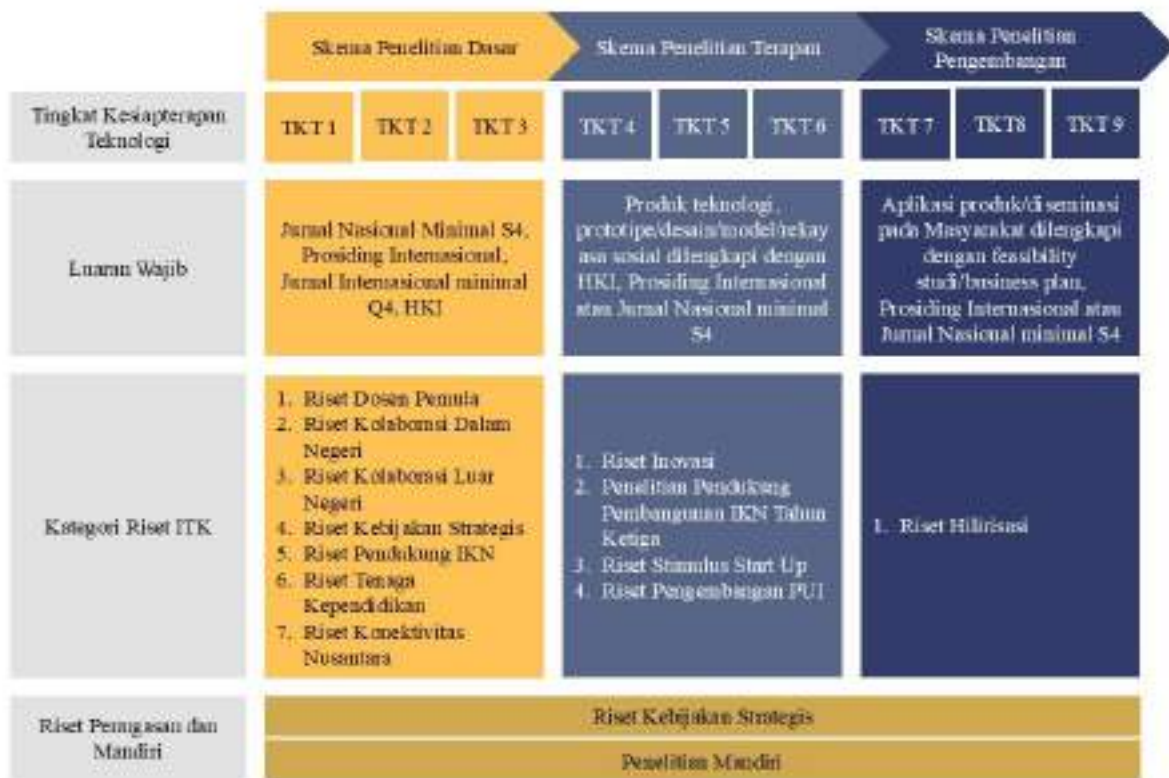 Skema Penelitian Dasar
Skema Penelitian Terapan
Skema Penelitian
Pengembangan
Tingkat Kesiapterapan
Teknologi
TKT 1
TKT 2
TKT 3
TKT 4
TKT 5
TKT 6
TKT 7
TKT8
TKT 9
Luaran Wajib
Jurnal Nasional Minimal S4,
Prosiding Internasional,
Jurnal Internasional minimal
Q4, HKI
Produk teknologi,
prototipe/desain/model/rekay
asa sosial dilengkapi dengan
HKI, Prosiding Internasional
atau Jurnal Nasional minimal
S4
Aplikasi produk/diseminasi
pada Masyarakat dilengkapi
dengan feasibility
studi/business plan,
Prosiding Internasional atau
Jurnal Nasional minimal S4
Kategori Riset ITK
1. Riset Dosen Pemula
2. Riset Kolaborasi Dalam
Negeri
3. Riset Kolaborasi Luar
Negeri
4. Riset Kebijakan Strategis
5. Riset Pendukung IKN
6. Riset Tenaga
Kependidikan
7. Riset Konektivitas
Nusantara
1. Riset Inovasi
2. Penelitian Pendukung
Pembangunan IKN Tahun
Ketiga
3. Riset Stimulus Start Up
4. Riset Pengembangan PUI
1. Riset Hilirisasi
Riset Penugasan dan
Mandiri
Riset Kebijakan Strategis
Penelitian Mandiri